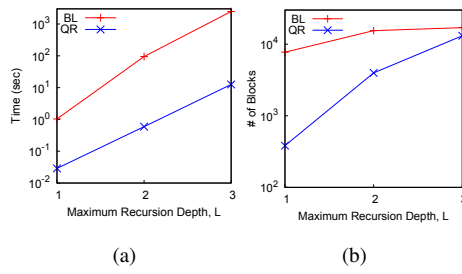 BL
QR
10^3
10^2
10^1
10^0
10^-1
10^-2
Time (sec)
1 2 3
Maximum Recursion Depth, L
(a)
BL
QR
10^4
10^3
10^2
# of Blocks
1 2 3
Maximum Recursion Depth, L
(b)